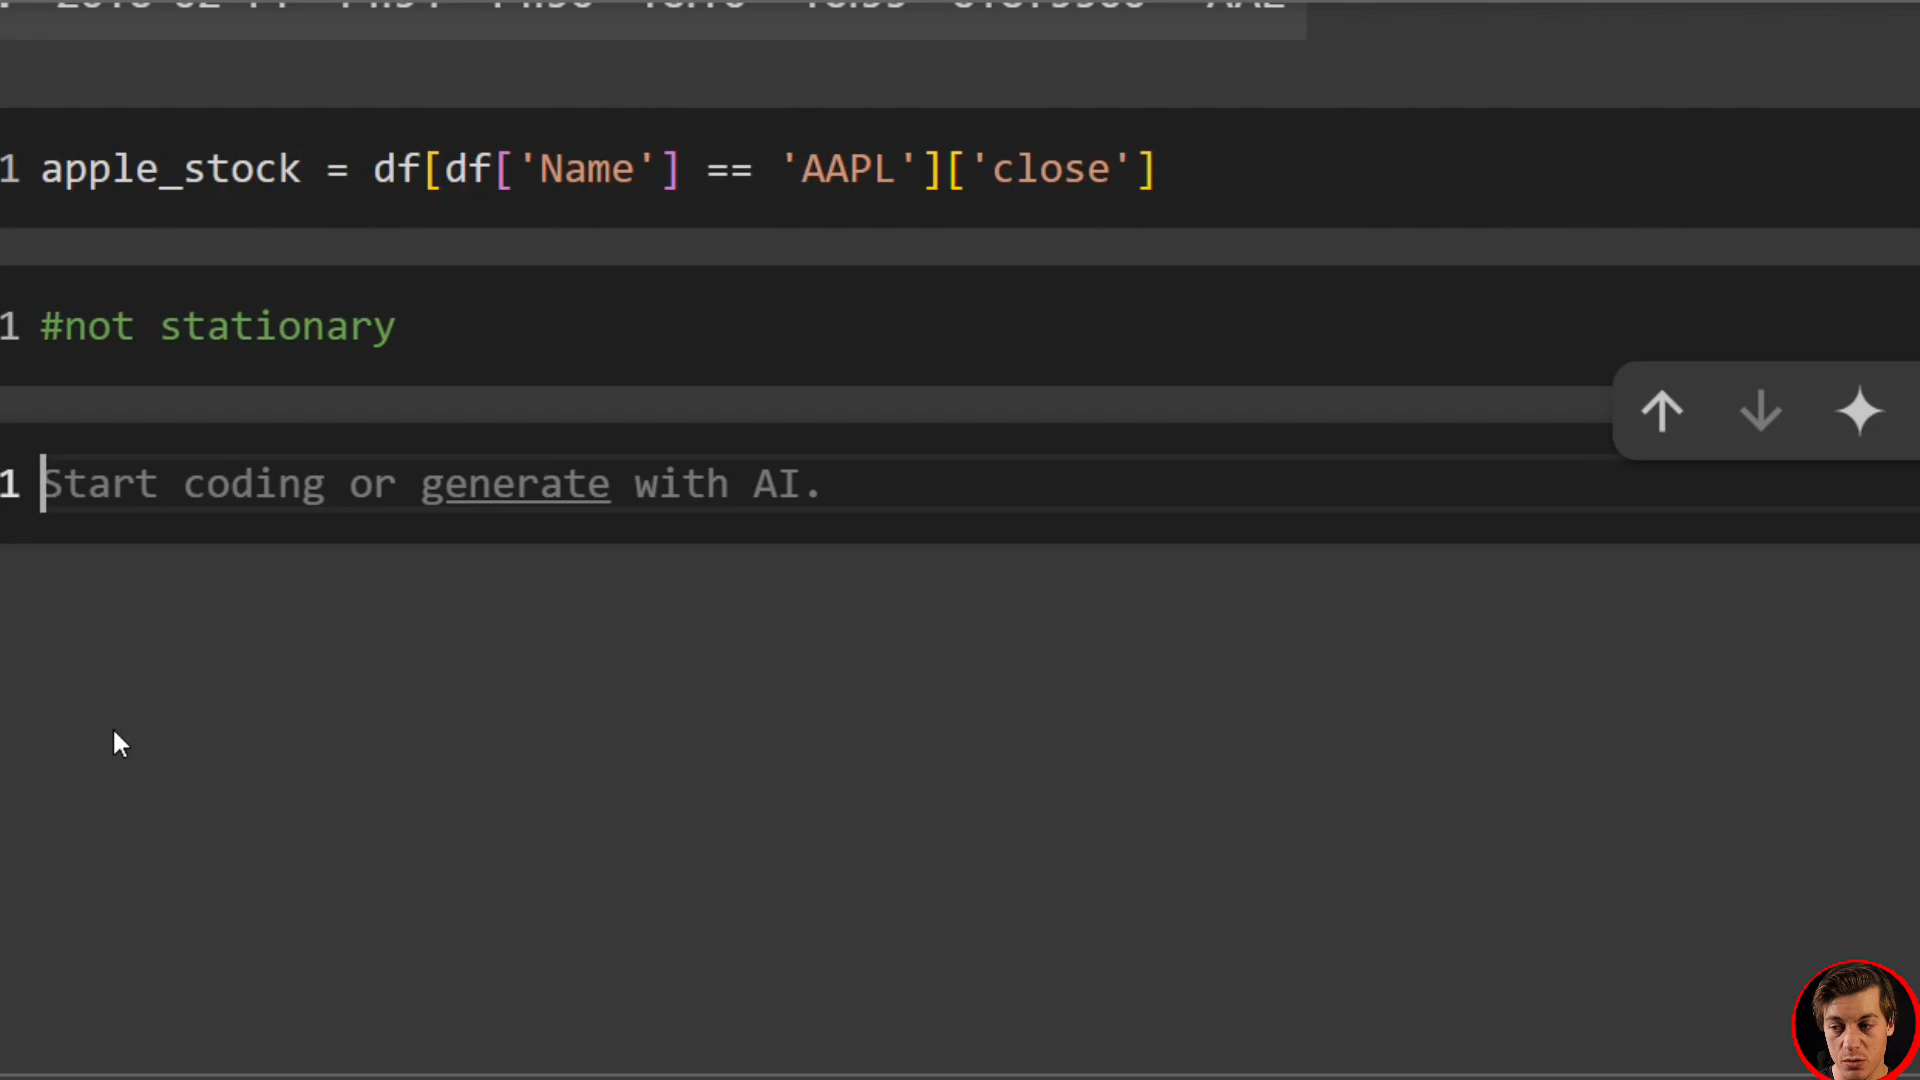 1 apple_stock = df[df['Name'] == 'AAPL']['close']
1 #not stationary
1 Start coding or generate with AI.